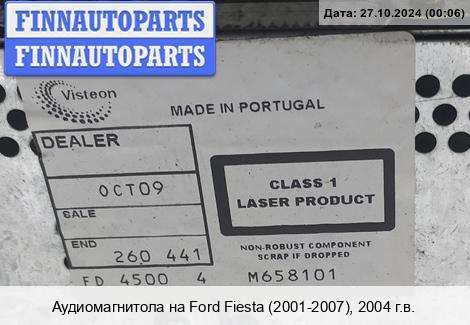 FINNAUTOPARTS
FINNAUTOPARTS
Дата: 27.10.2024 (00:06)
Visteon
MADE IN PORTUGAL
DEALER
OCT09
SALE
END
260 441
CLASS 1
LASER PRODUCT
NON-ROBUST COMPONENT
SCRAP IF DROPPED
FD 4500 4 M658101
Аудиомагнитола на Ford Fiesta (2001-2007), 2004 г.в.